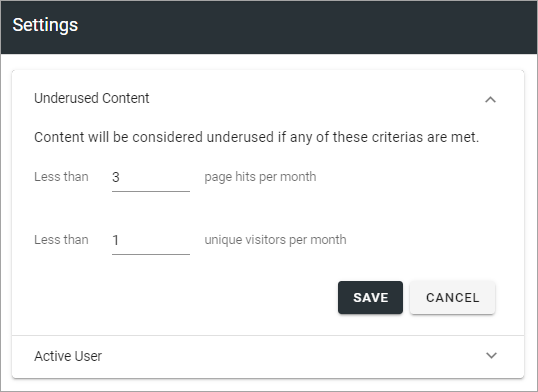 Settings
Underused Content
Content will be considered underused if any of these criterias are met.
Less than 3 page hits per month
Less than 1 unique visitors per month
SAVE CANCEL
Active User